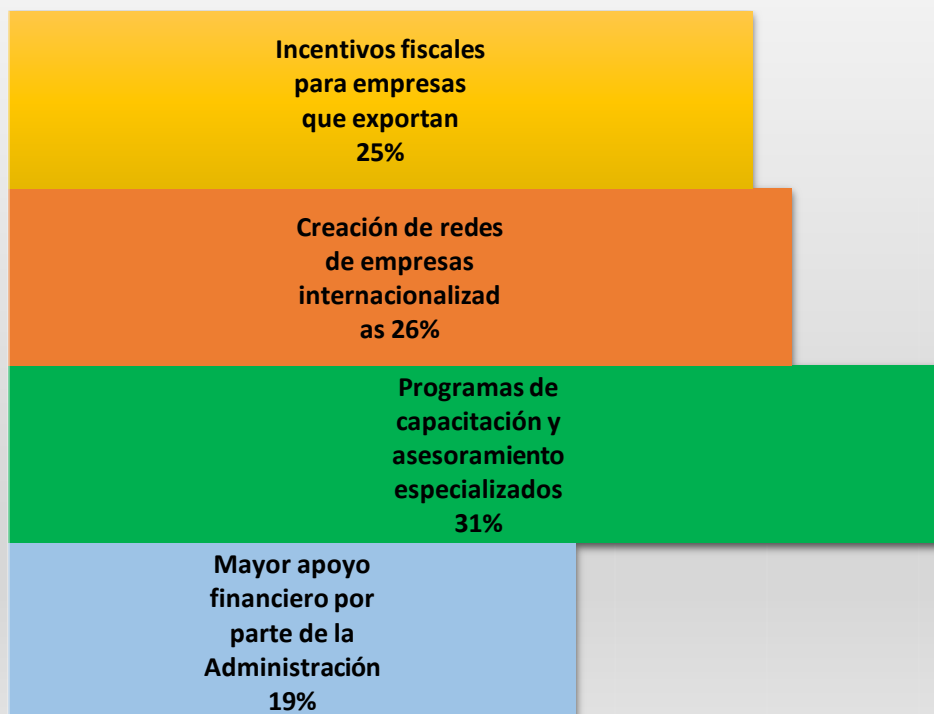 Incentivos fiscales
para empresas
que exportan
25%
Creación de redes
de empresas
internacionalizad
as 26%
Programas de
capacitación y
asesoramiento
especializados
31%
Mayor apoyo
financiero por
parte de la
Administración
19%